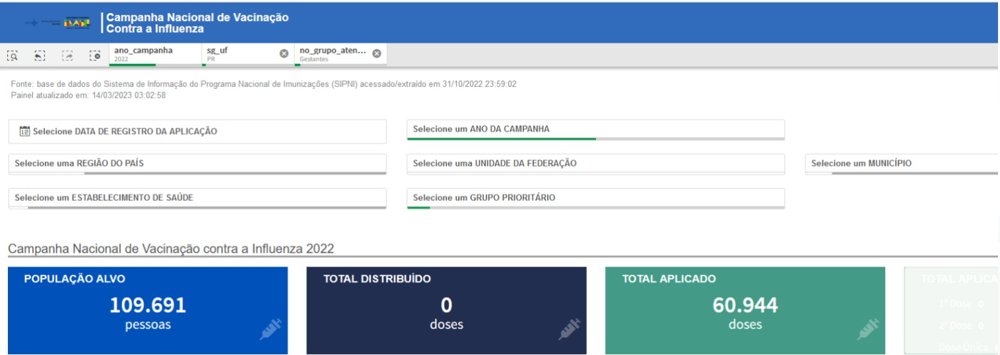 Campanha Nacional de Vacinação
Contra a Influenza
ano_campanha
2022
sg_uf
PR
no_grupo_aten...
Gestantes
Fonte: base de dados do Sistema de Informação do Programa Nacional de Imunizações (SIPNI) acessado/extraído em 31/10/2022 23:59:02
Painel atualizado em: 14/03/2023 03:02:58
12 Selecione DATA DE REGISTRO DA APLICAÇÃO
Selecione um ANO DA CAMPANHA
Selecione uma REGIÃO DO PAÍS
Selecione uma UNIDADE DA FEDERAÇÃO
Selecione um MUNICÍPIO
Selecione um ESTABELECIMENTO DE SAÚDE
Selecione um GRUPO PRIORITÁRIO
Campanha Nacional de Vacinação contra a Influenza 2022
POPULAÇÃO ALVO
109.691
pessoas
TOTAL DISTRIBUÍDO
0
doses
TOTAL APLICADO
60.944
doses
TOTAL APLICA
1ª Dose 0
2ª Dose 0
Dose Única